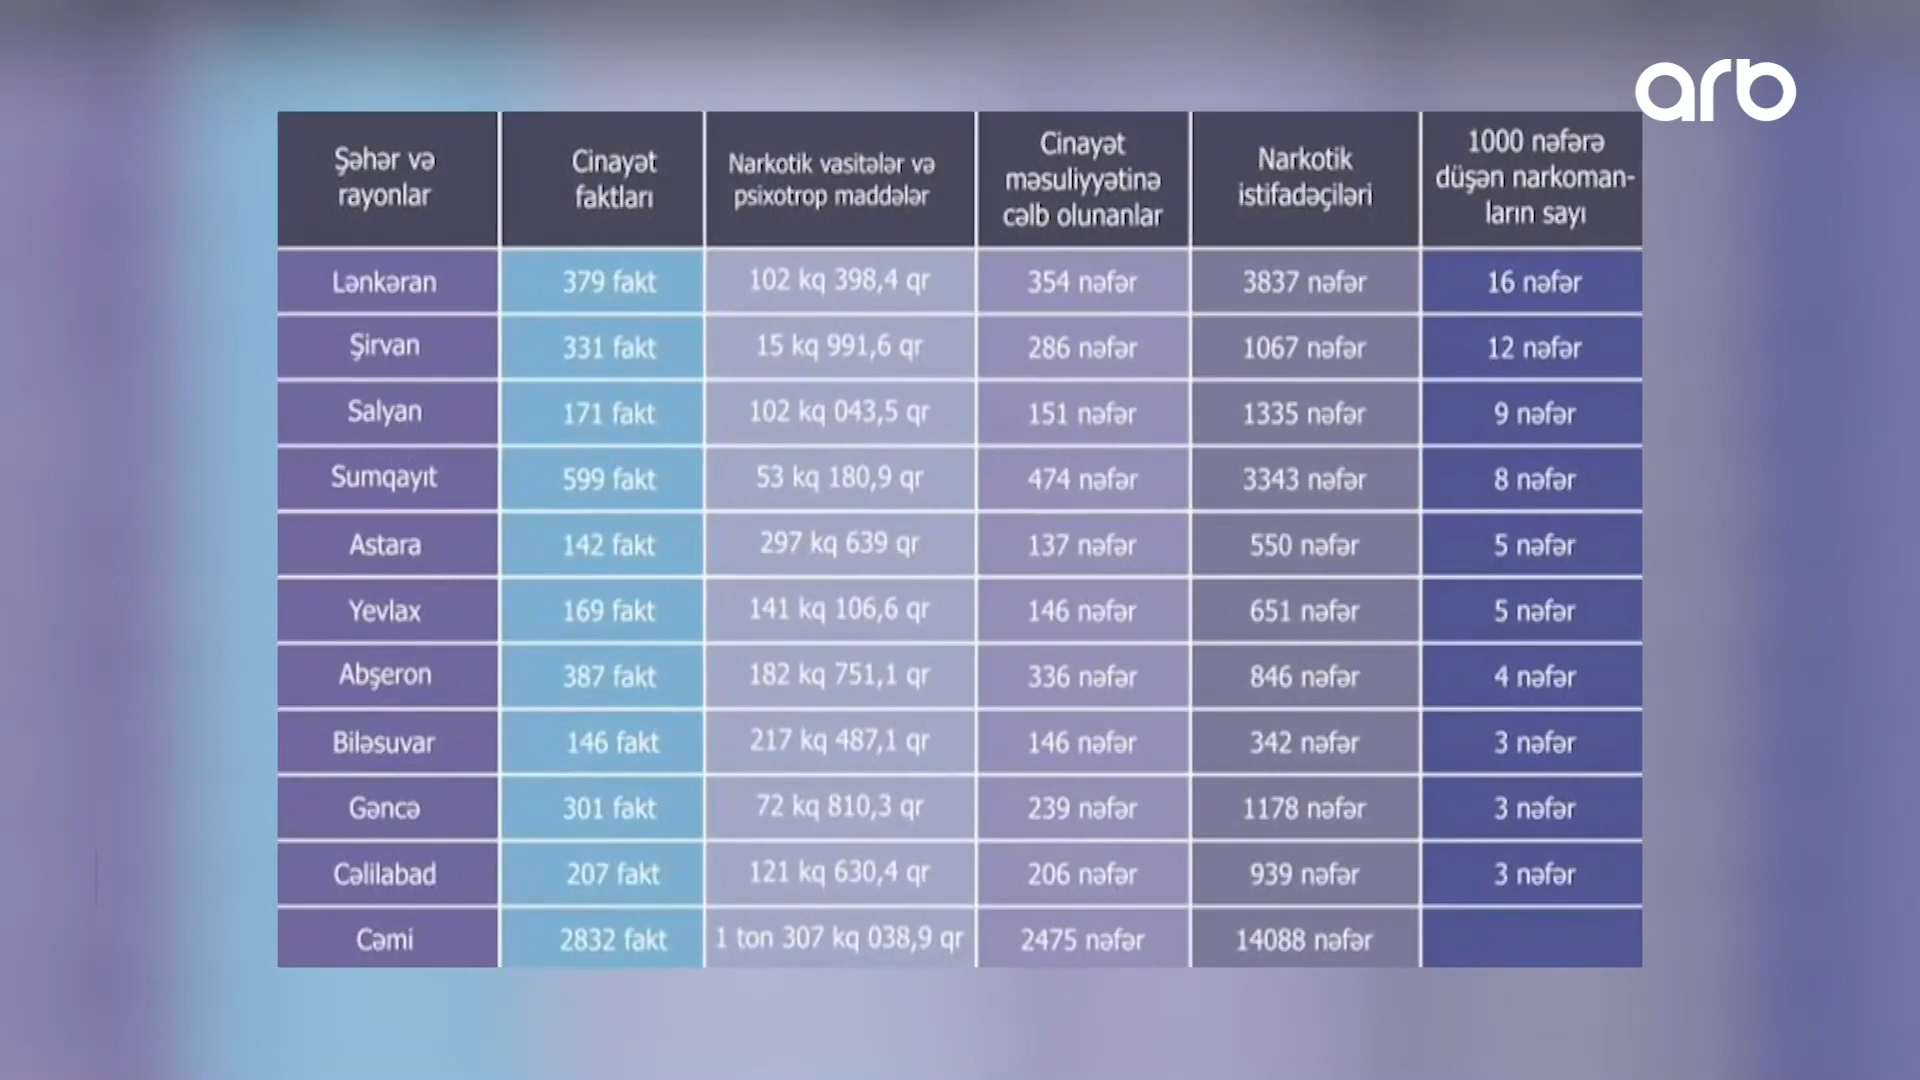 arb
Şəhər və
rayonlar
Cinayət
faktları
Narkotik vasitələr və
psixotrop maddələr
Cinayət
məsuliyyətinə
cəlb olunanlar
Narkotik
istifadəçiləri
1000 nəfərə
düşən narkoman-
ların sayı
Lənkəran 379 fakt 102 kq 398,4 qr 354 nəfər 3837 nəfər 16 nəfər
Şirvan 331 fakt 15 kq 991,6 qr 286 nəfər 1067 nəfər 12 nəfər
Salyan 171 fakt 102 kq 043,5 qr 151 nəfər 1335 nəfər 9 nəfər
Sumqayıt 599 fakt 53 kq 180,9 qr 474 nəfər 3343 nəfər 8 nəfər
Astara 142 fakt 297 kq 639 qr 137 nəfər 550 nəfər 5 nəfər
Yevlax 169 fakt 141 kq 106,6 qr 146 nəfər 651 nəfər 5 nəfər
Abşeron 387 fakt 182 kq 751,1 qr 336 nəfər 846 nəfər 4 nəfər
Biləsuvar 146 fakt 217 kq 487,1 qr 146 nəfər 342 nəfər 3 nəfər
Gəncə 301 fakt 72 kq 810,3 qr 239 nəfər 1178 nəfər 3 nəfər
Cəlilabad 207 fakt 121 kq 630,4 qr 206 nəfər 939 nəfər 3 nəfər
Cəmi 2832 fakt 1 ton 307 kq 038,9 qr 2475 nəfər 14088 nəfər